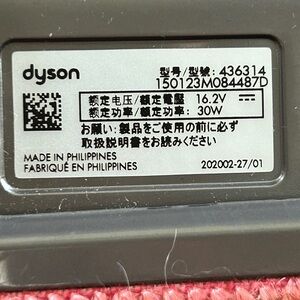 dyson
型号/型號: 436314
150123M084487D
额定电压/額定電壓: 16.2V
额定功率/額定功率: 30W
お願い: 製品をご使用の前に必ず
取扱説明書をお読みください
MADE IN PHILIPPINES
FABRIQUÉ EN PHILIPPINES
202002-27/01